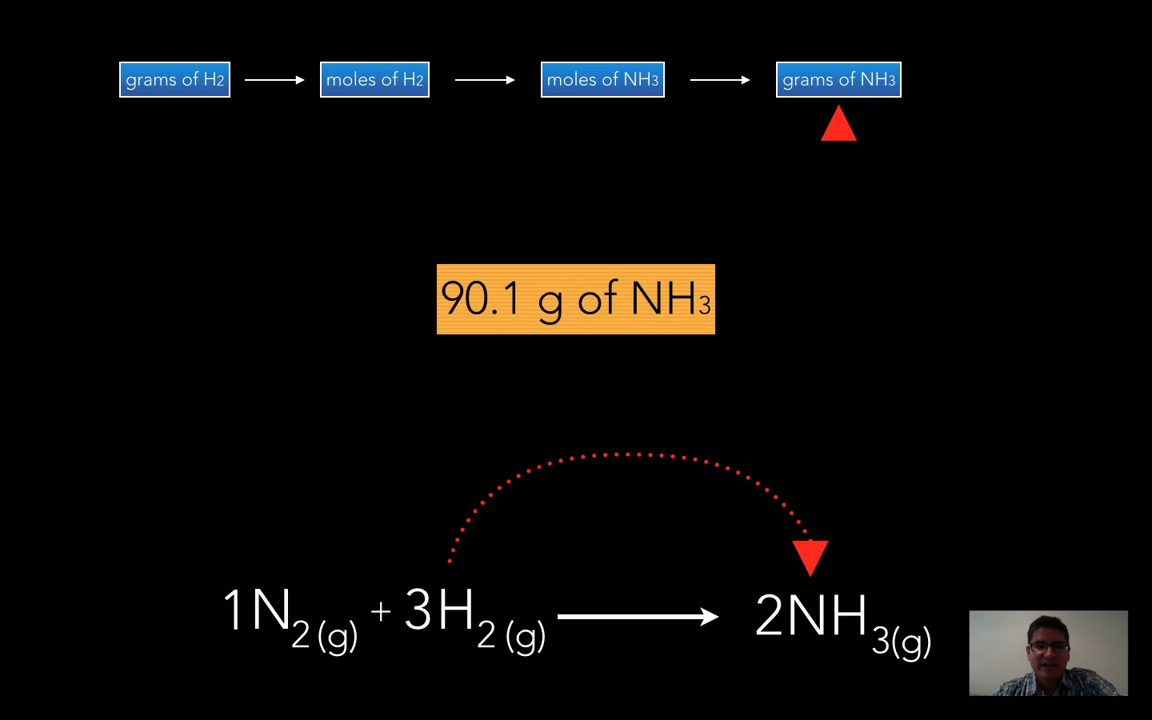 grams of H2 moles of H2 moles of NH3 grams of NH3
90.1 g of NH3
1N2(g) + 3H2(g) 2NH3(g)